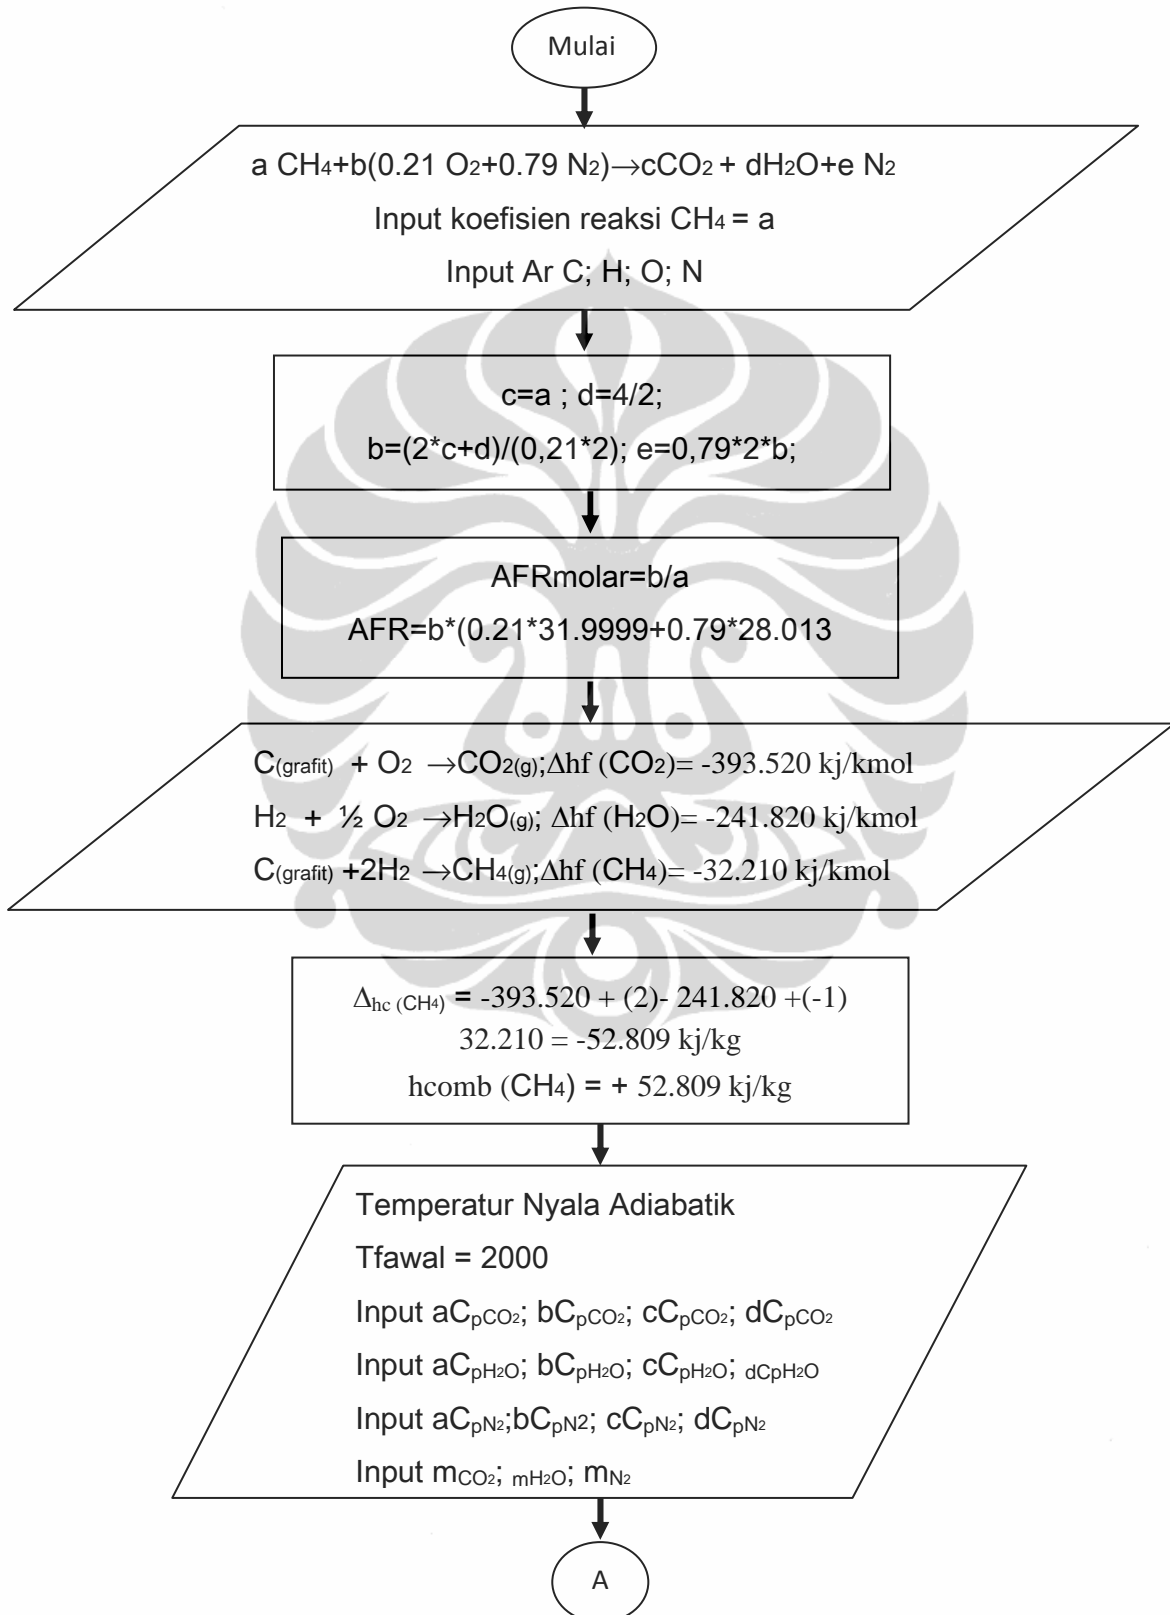 Mulai
a CH₄+b(0.21 O₂+0.79 N₂)→cCO₂ + dH₂O+e N₂
Input koefisien reaksi CH₄ = a
Input Ar C; H; O; N
c=a ; d=4/2;
b=(2*c+d)/(0,21*2); e=0,79*2*b;
AFRmolar=b/a
AFR=b*(0.21*31.9999+0.79*28.013
C(grafit) + O₂ →CO₂(g);Δhf (CO₂)= -393.520 kj/kmol
H₂ + ½ O₂ →H₂O(g); Δhf (H₂O)= -241.820 kj/kmol
C(grafit) +2H₂ →CH₄(g);Δhf (CH₄)= -32.210 kj/kmol
Δhc (CH₄) = -393.520 + (2)- 241.820 +(-1)
32.210 = -52.809 kj/kg
hcomb (CH₄) = + 52.809 kj/kg
Temperatur Nyala Adiabatik
Tfawal = 2000
Input aCpCO₂; bCpCO₂; cCpCO₂; dCpCO₂
Input aCpH₂O; bCpH₂O; cCpH₂O; dCpH₂O
Input aCpN₂;bCpN2; cCpN₂; dCpN₂
Input mCO₂; mH₂O; mN₂
A